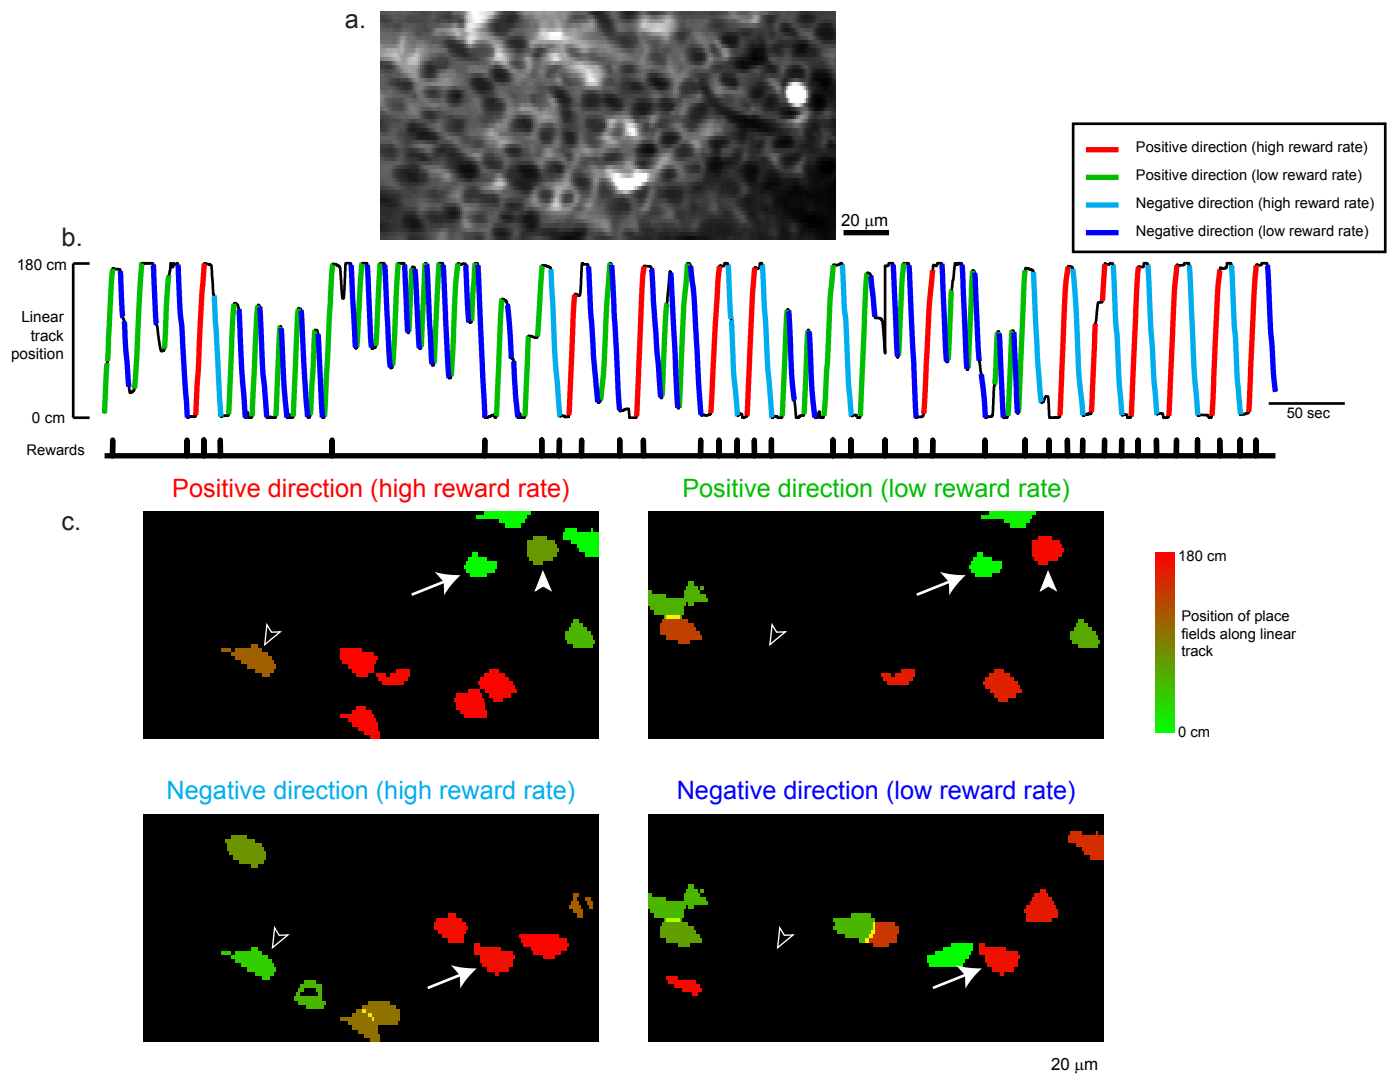 a.
20 μm
Positive direction (high reward rate)
Positive direction (low reward rate)
Negative direction (high reward rate)
Negative direction (low reward rate)
b.
180 cm
Linear
track
position
0 cm
50 sec
Rewards
Positive direction (high reward rate)
Positive direction (low reward rate)
c.
180 cm
Position of place
fields along linear
track
0 cm
Negative direction (high reward rate)
Negative direction (low reward rate)
20 μm